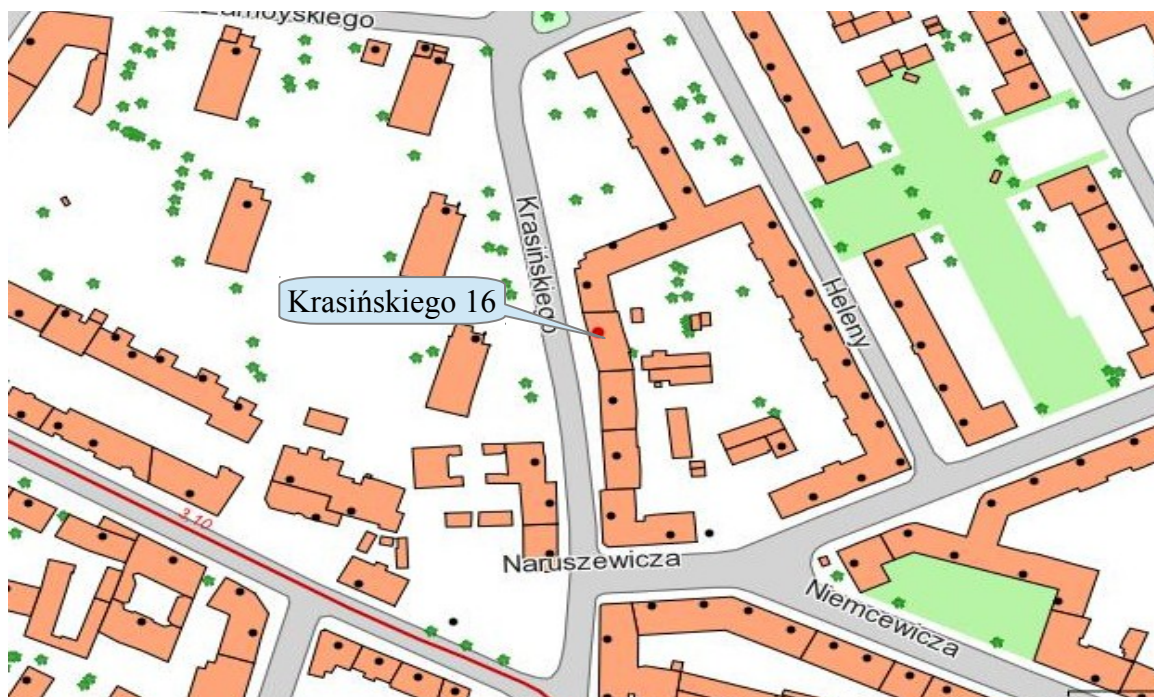 Zamoyskiego
Krasińskiego
Krasińskiego 16
Heleny
3,10
Naruszewicza
Niemcewicza